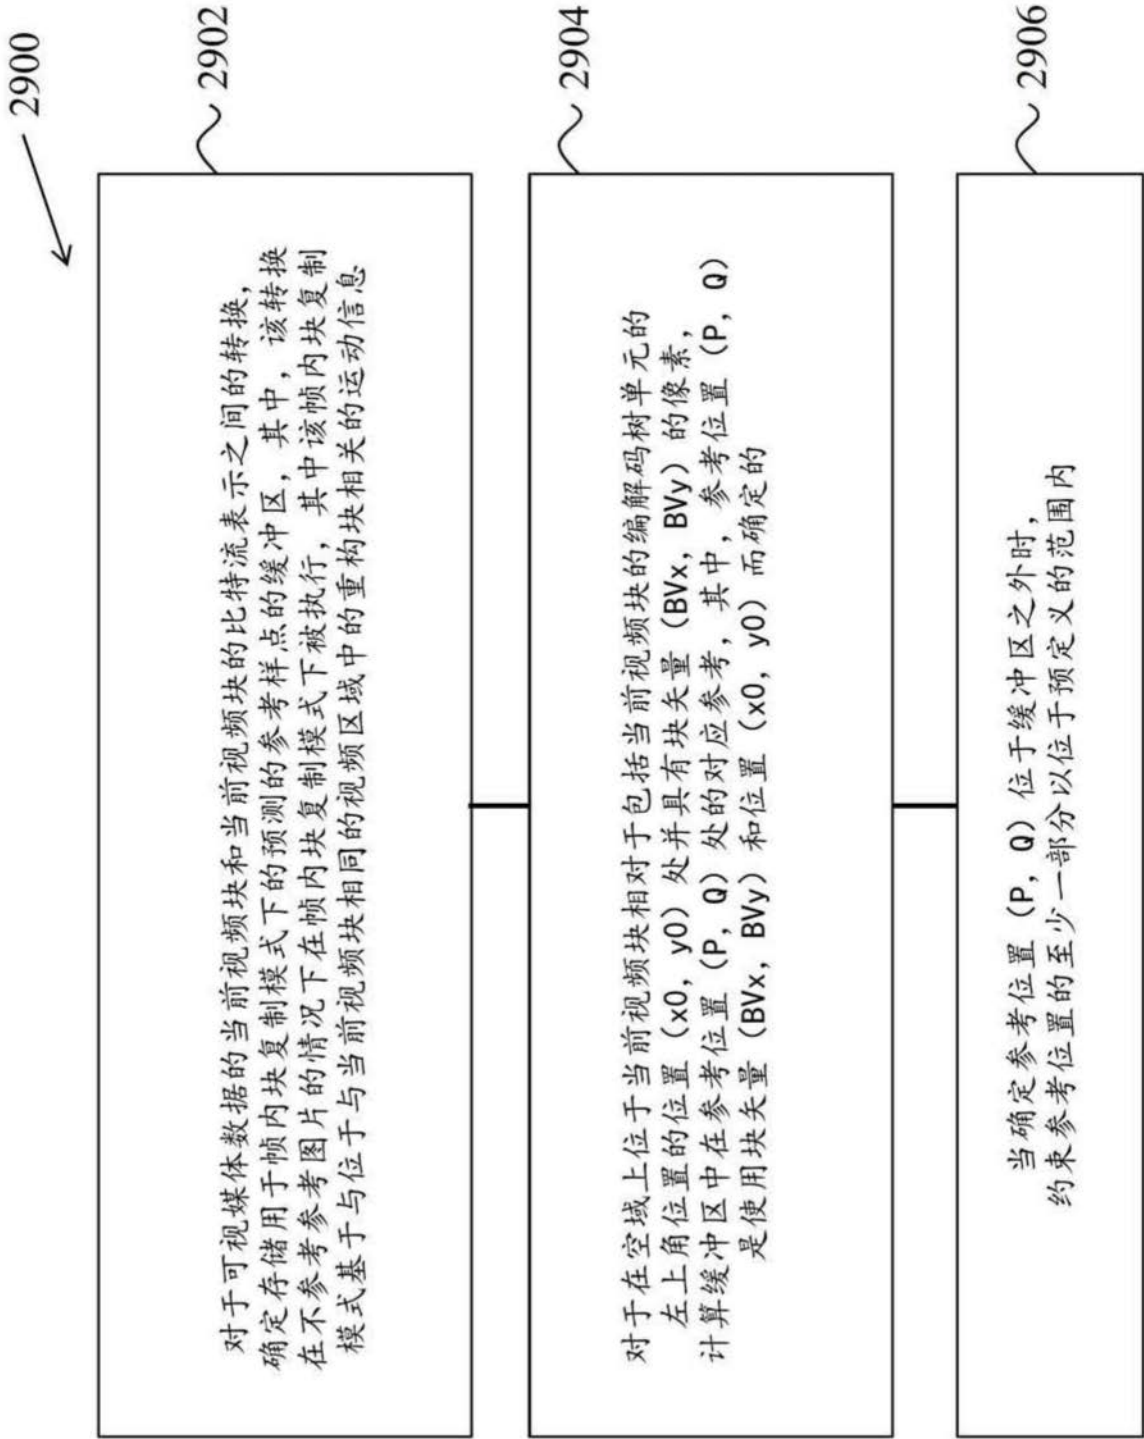 2900
2902
对于可视媒体数据的当前视频块和当前视频块的比特流表示之间的转换,
确定存储用于帧内块复制模式下的预测的参考样点的缓冲区, 其中, 该转换
在不参考参考图片的情况下在帧内块复制模式下被执行, 其中该帧内块复制
模式基于与位于与当前视频块相同的视频区域中的重构块相关的运动信息
2904
对于在空域上位于当前视频块相对于包括当前视频块的编解码树单元的
左上角位置的位置 (x0, y0) 处并具有块矢量 (BVx, BVy) 的像素,
计算缓冲区中在参考位置 (P, Q) 处的对应参考, 其中, 参考位置 (P, Q)
是使用块矢量 (BVx, BVy) 和位置 (x0, y0) 而确定的
2906
当确定参考位置 (P, Q) 位于缓冲区之外时,
约束参考位置的至少一部分以位于预定义的范围内